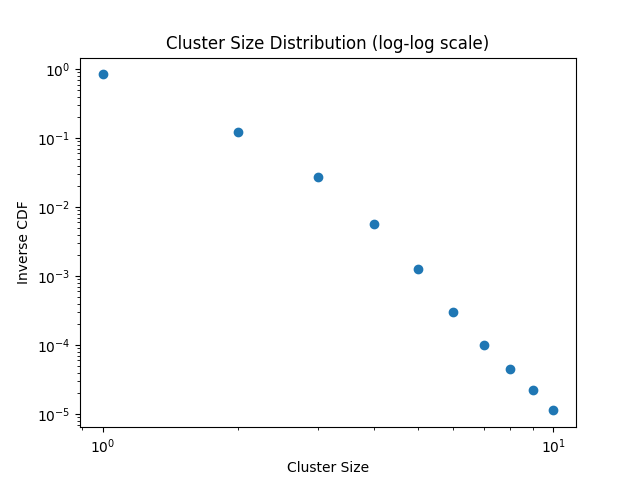 Cluster Size Distribution (log-log scale)
Inverse CDF
10⁰
10⁻¹
10⁻²
10⁻³
10⁻⁴
10⁻⁵
10⁰ 10¹
Cluster Size